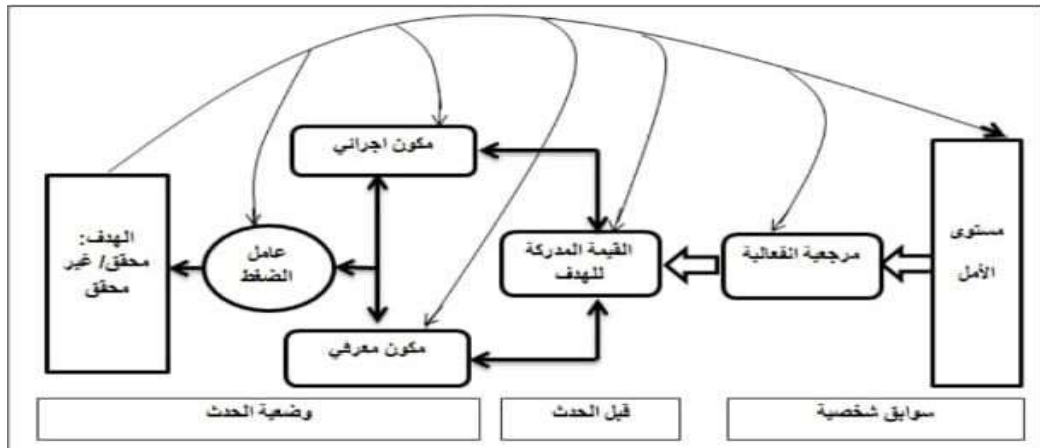 مستوى
الأمل
مرجعية انفعالية
القيمة المدركة
للهدف
مكون اجرائي
مكون معرفي
عامل
الضغط
الهدف:
محقق/ غير
محقق
سوابق شخصية
قبل الحدث
وضعية الحدث